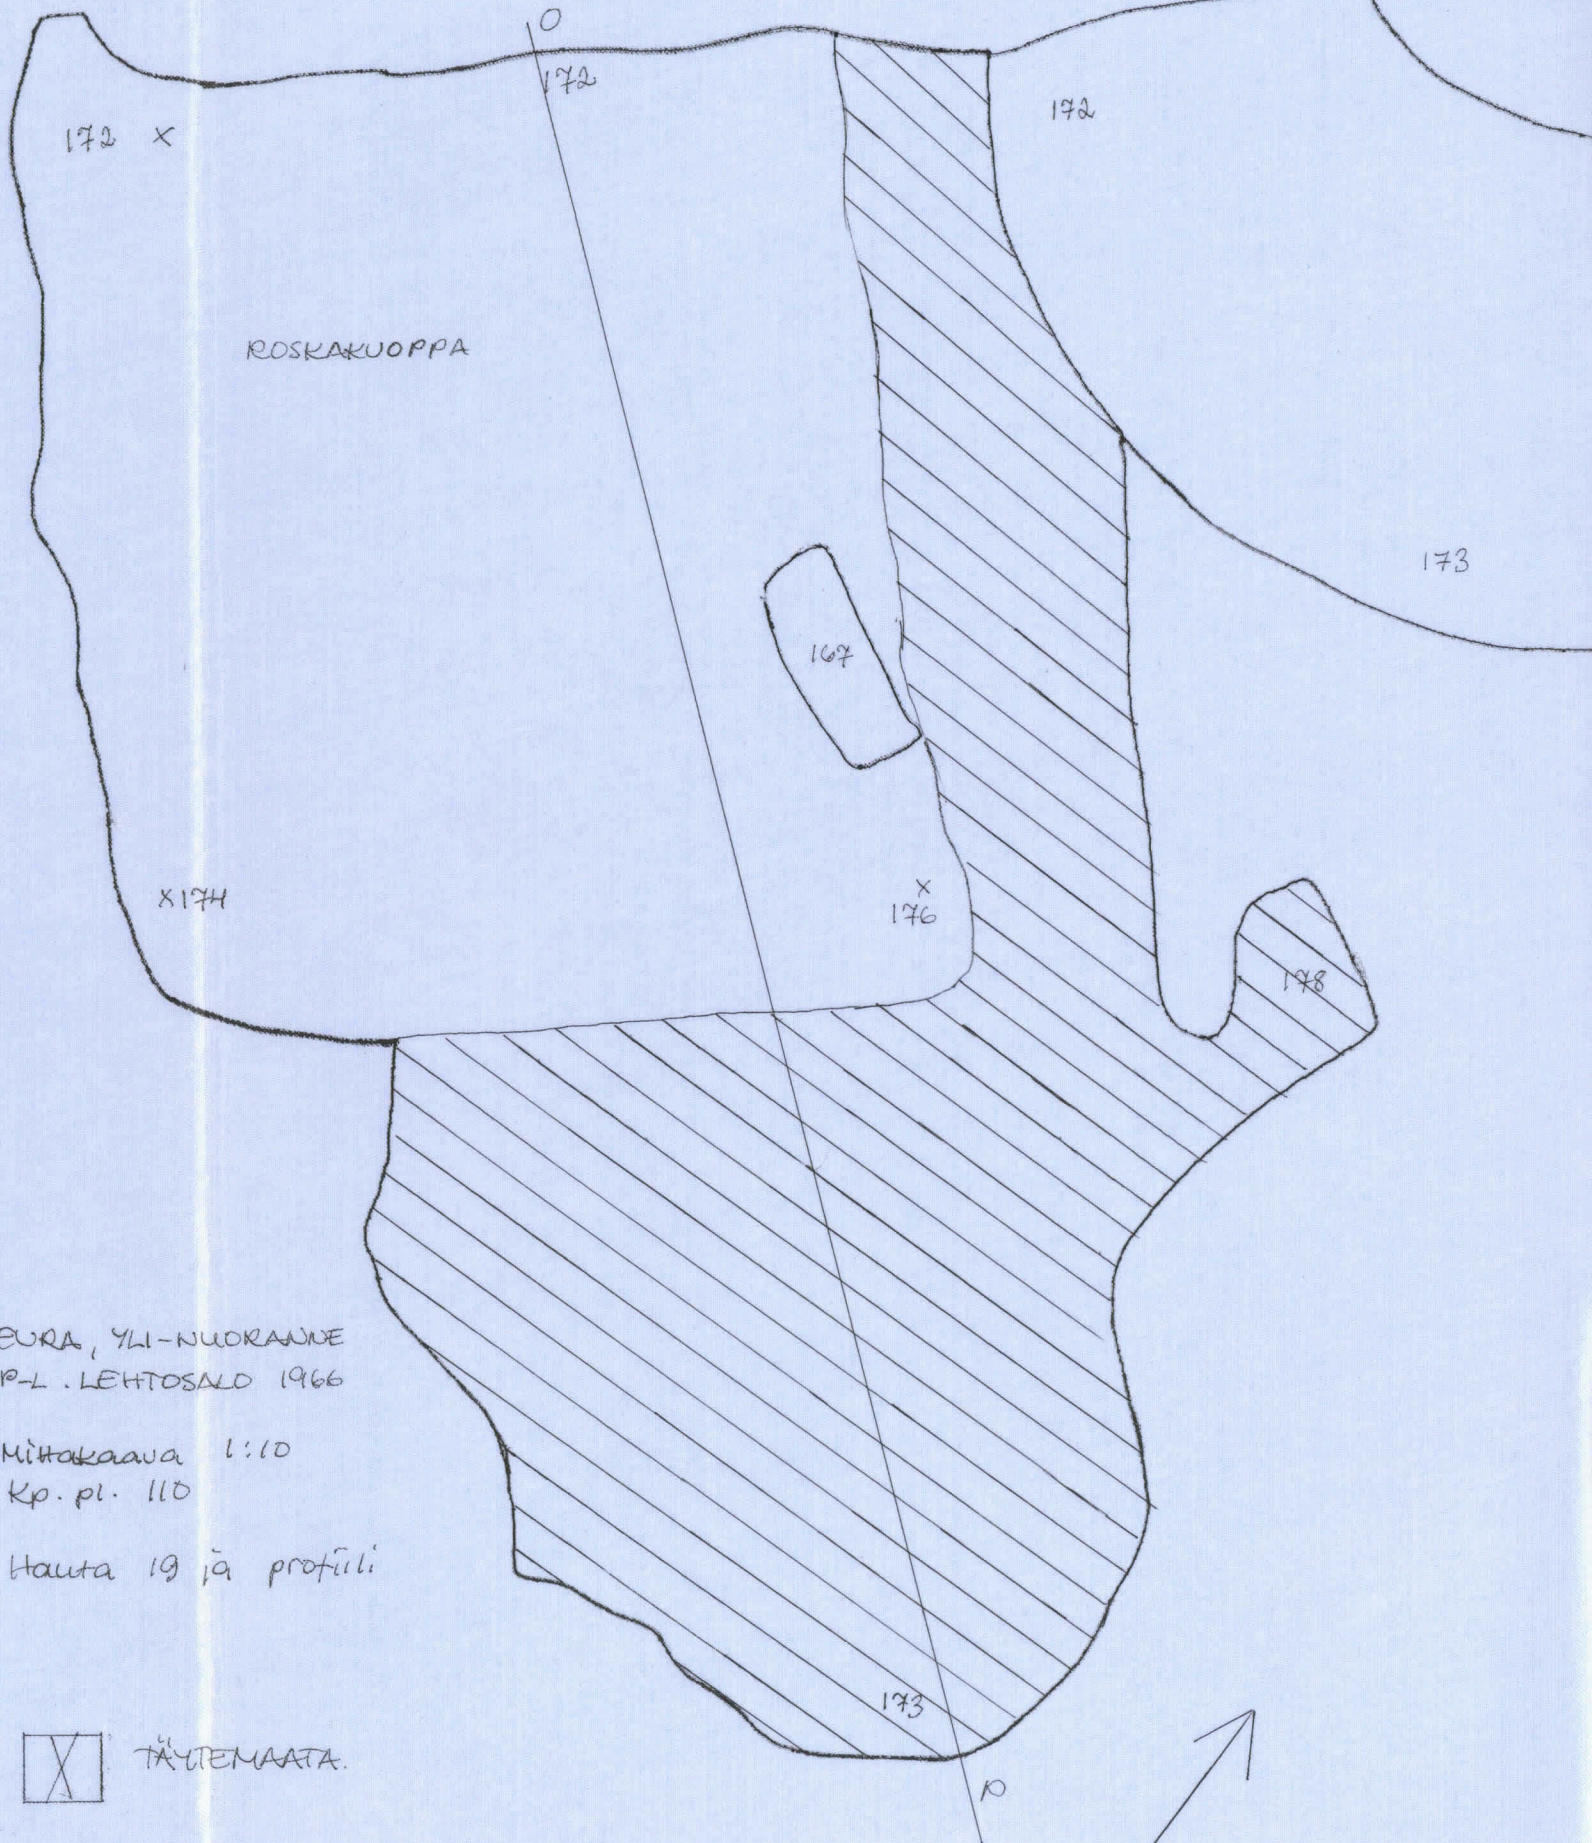 O
172
172 x
172
ROSKAKUOPPA
173
167
x174
x
176
178
EURA, YLI-NUORANNE
P-L. LEHTOSALO 1966
Mittakaava 1:10
Kp. pl. 110
Hauta 19 ja profiili
173
X TÄYTEMAATA.
P